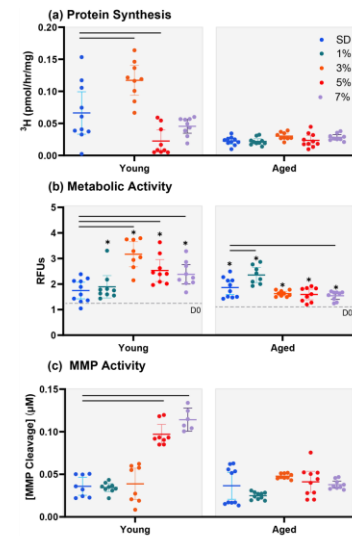 (a) Protein Synthesis
³H (pmol/hr/mg)
0.20
0.15
0.10
0.05
0.00
SD
1%
3%
5%
7%
Young
Aged
(b) Metabolic Activity
RFUs
5
4
3
2
1
0
* * * *
* * * * *
D0
D0
Young
Aged
(c) MMP Activity
[MMP Cleavage] (µM)
0.15
0.10
0.05
0.00
Young
Aged